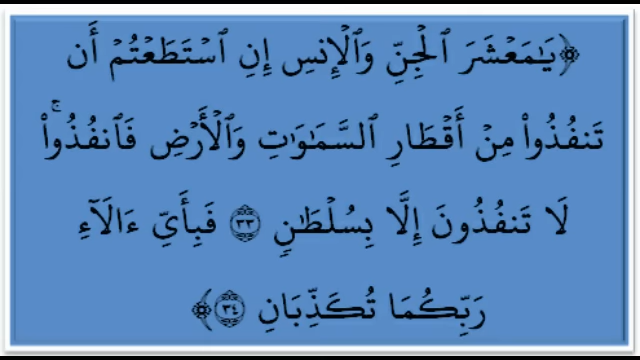 ﴿يَٰمَعۡشَرَ ٱلۡجِنِّ وَٱلۡإِنسِ إِنِ ٱسۡتَطَعۡتُمۡ أَن
تَنفُذُواْ مِنۡ أَقۡطَارِ ٱلسَّمَٰوَٰتِ وَٱلۡأَرۡضِ فَٱنفُذُواْۚ
لَا تَنفُذُونَ إِلَّا بِسُلۡطَٰنٖ ٣٣ فَبِأَيِّ ءَالَآءِ
رَبِّكُمَا تُكَذِّبَانِ ٣٤﴾